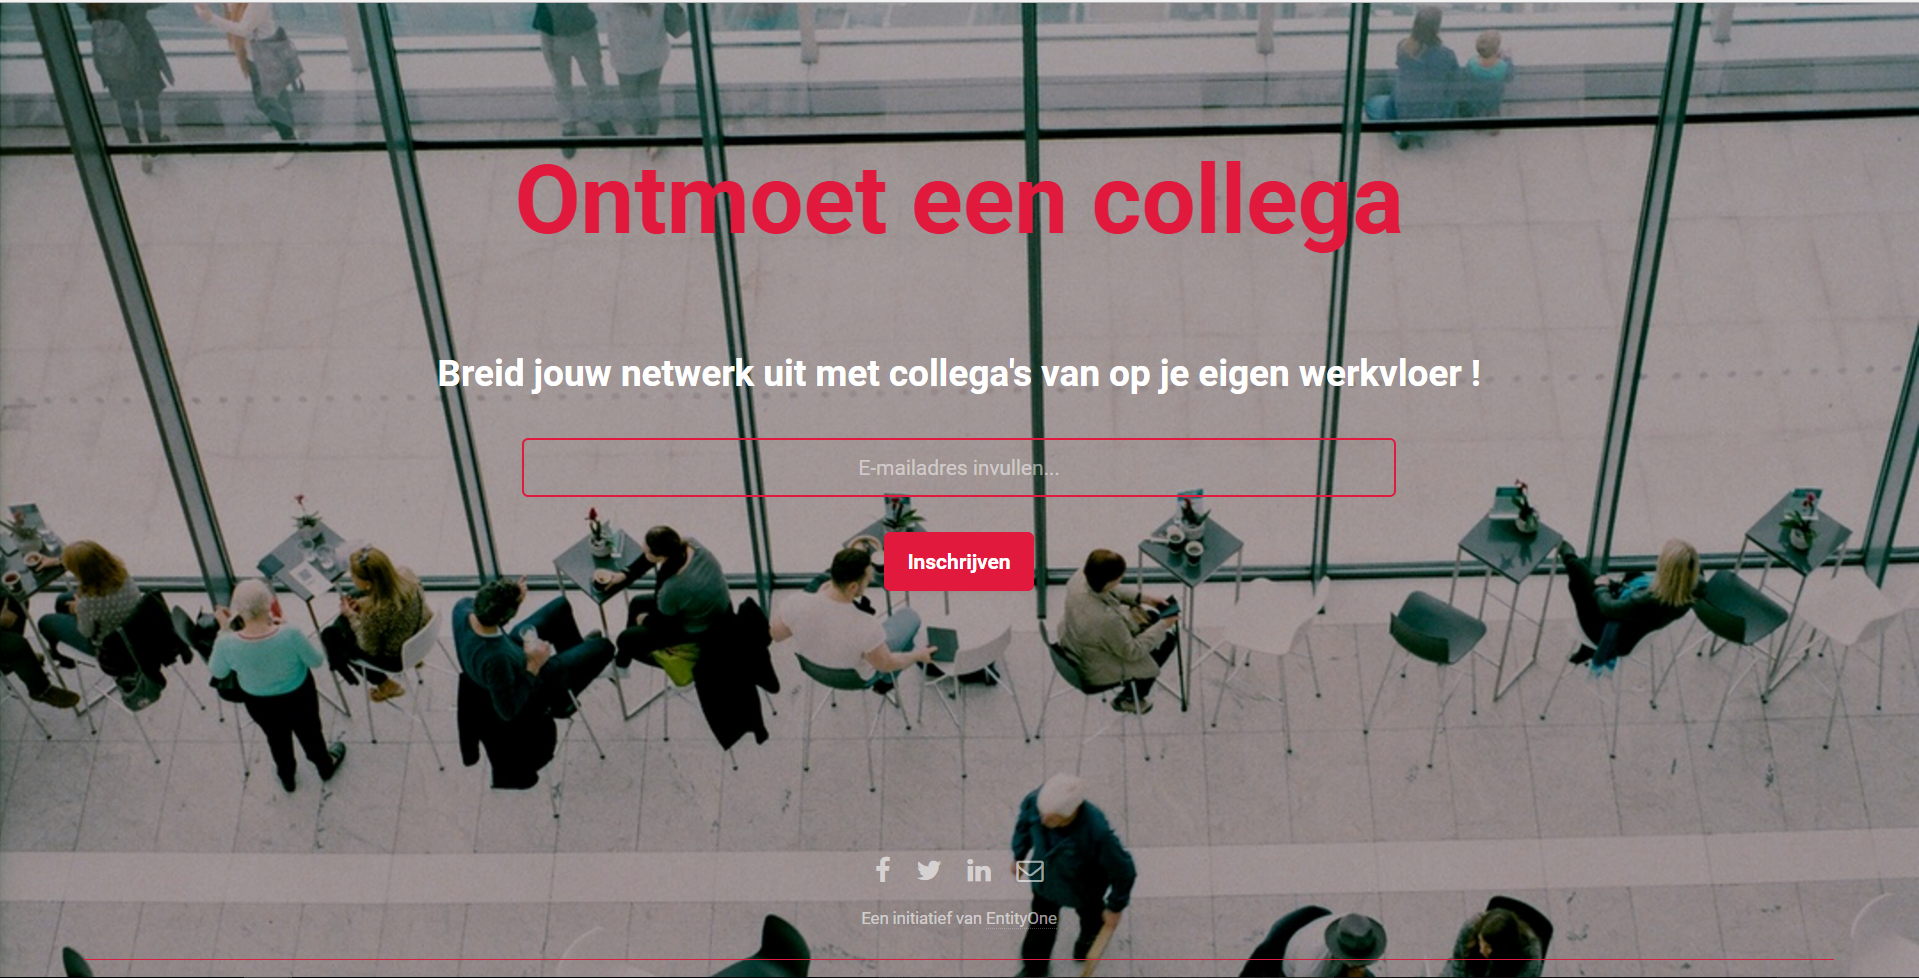 Ontmoet een collega
Breid jouw netwerk uit met collega's van op je eigen werkvloer !
E-mailadres invullen...
Inschrijven
Een initiatief van EntityOne